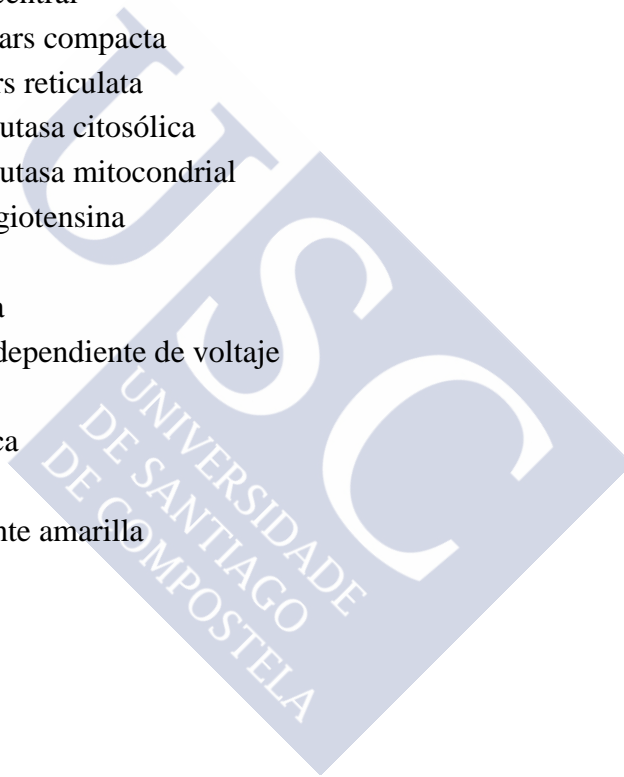 central
ars compacta
rs reticulata
utasa citosólica
utasa mitocondrial
giotensina
a
dependiente de voltaje
ca
nte amarilla
USC
UNIVERSIDADE
DE SANTIAGO
DE COMPOSTELA